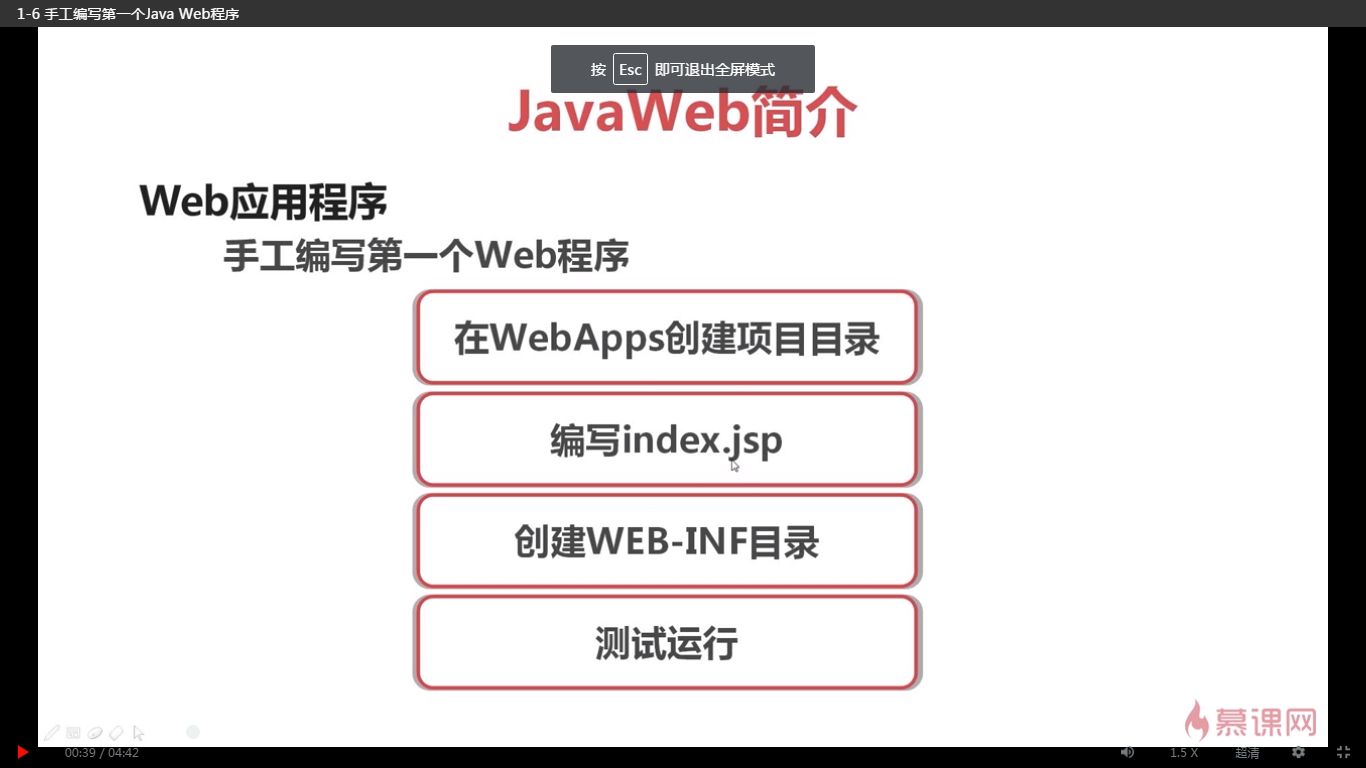 1-6 手工编写第一个Java Web程序
按 Esc 即可退出全屏模式
JavaWeb简介
Web应用程序
手工编写第一个Web程序
在WebApps创建项目目录
编写index.jsp
创建WEB-INF目录
测试运行
慕课网
00:39 / 04:42
1.5 X
超清